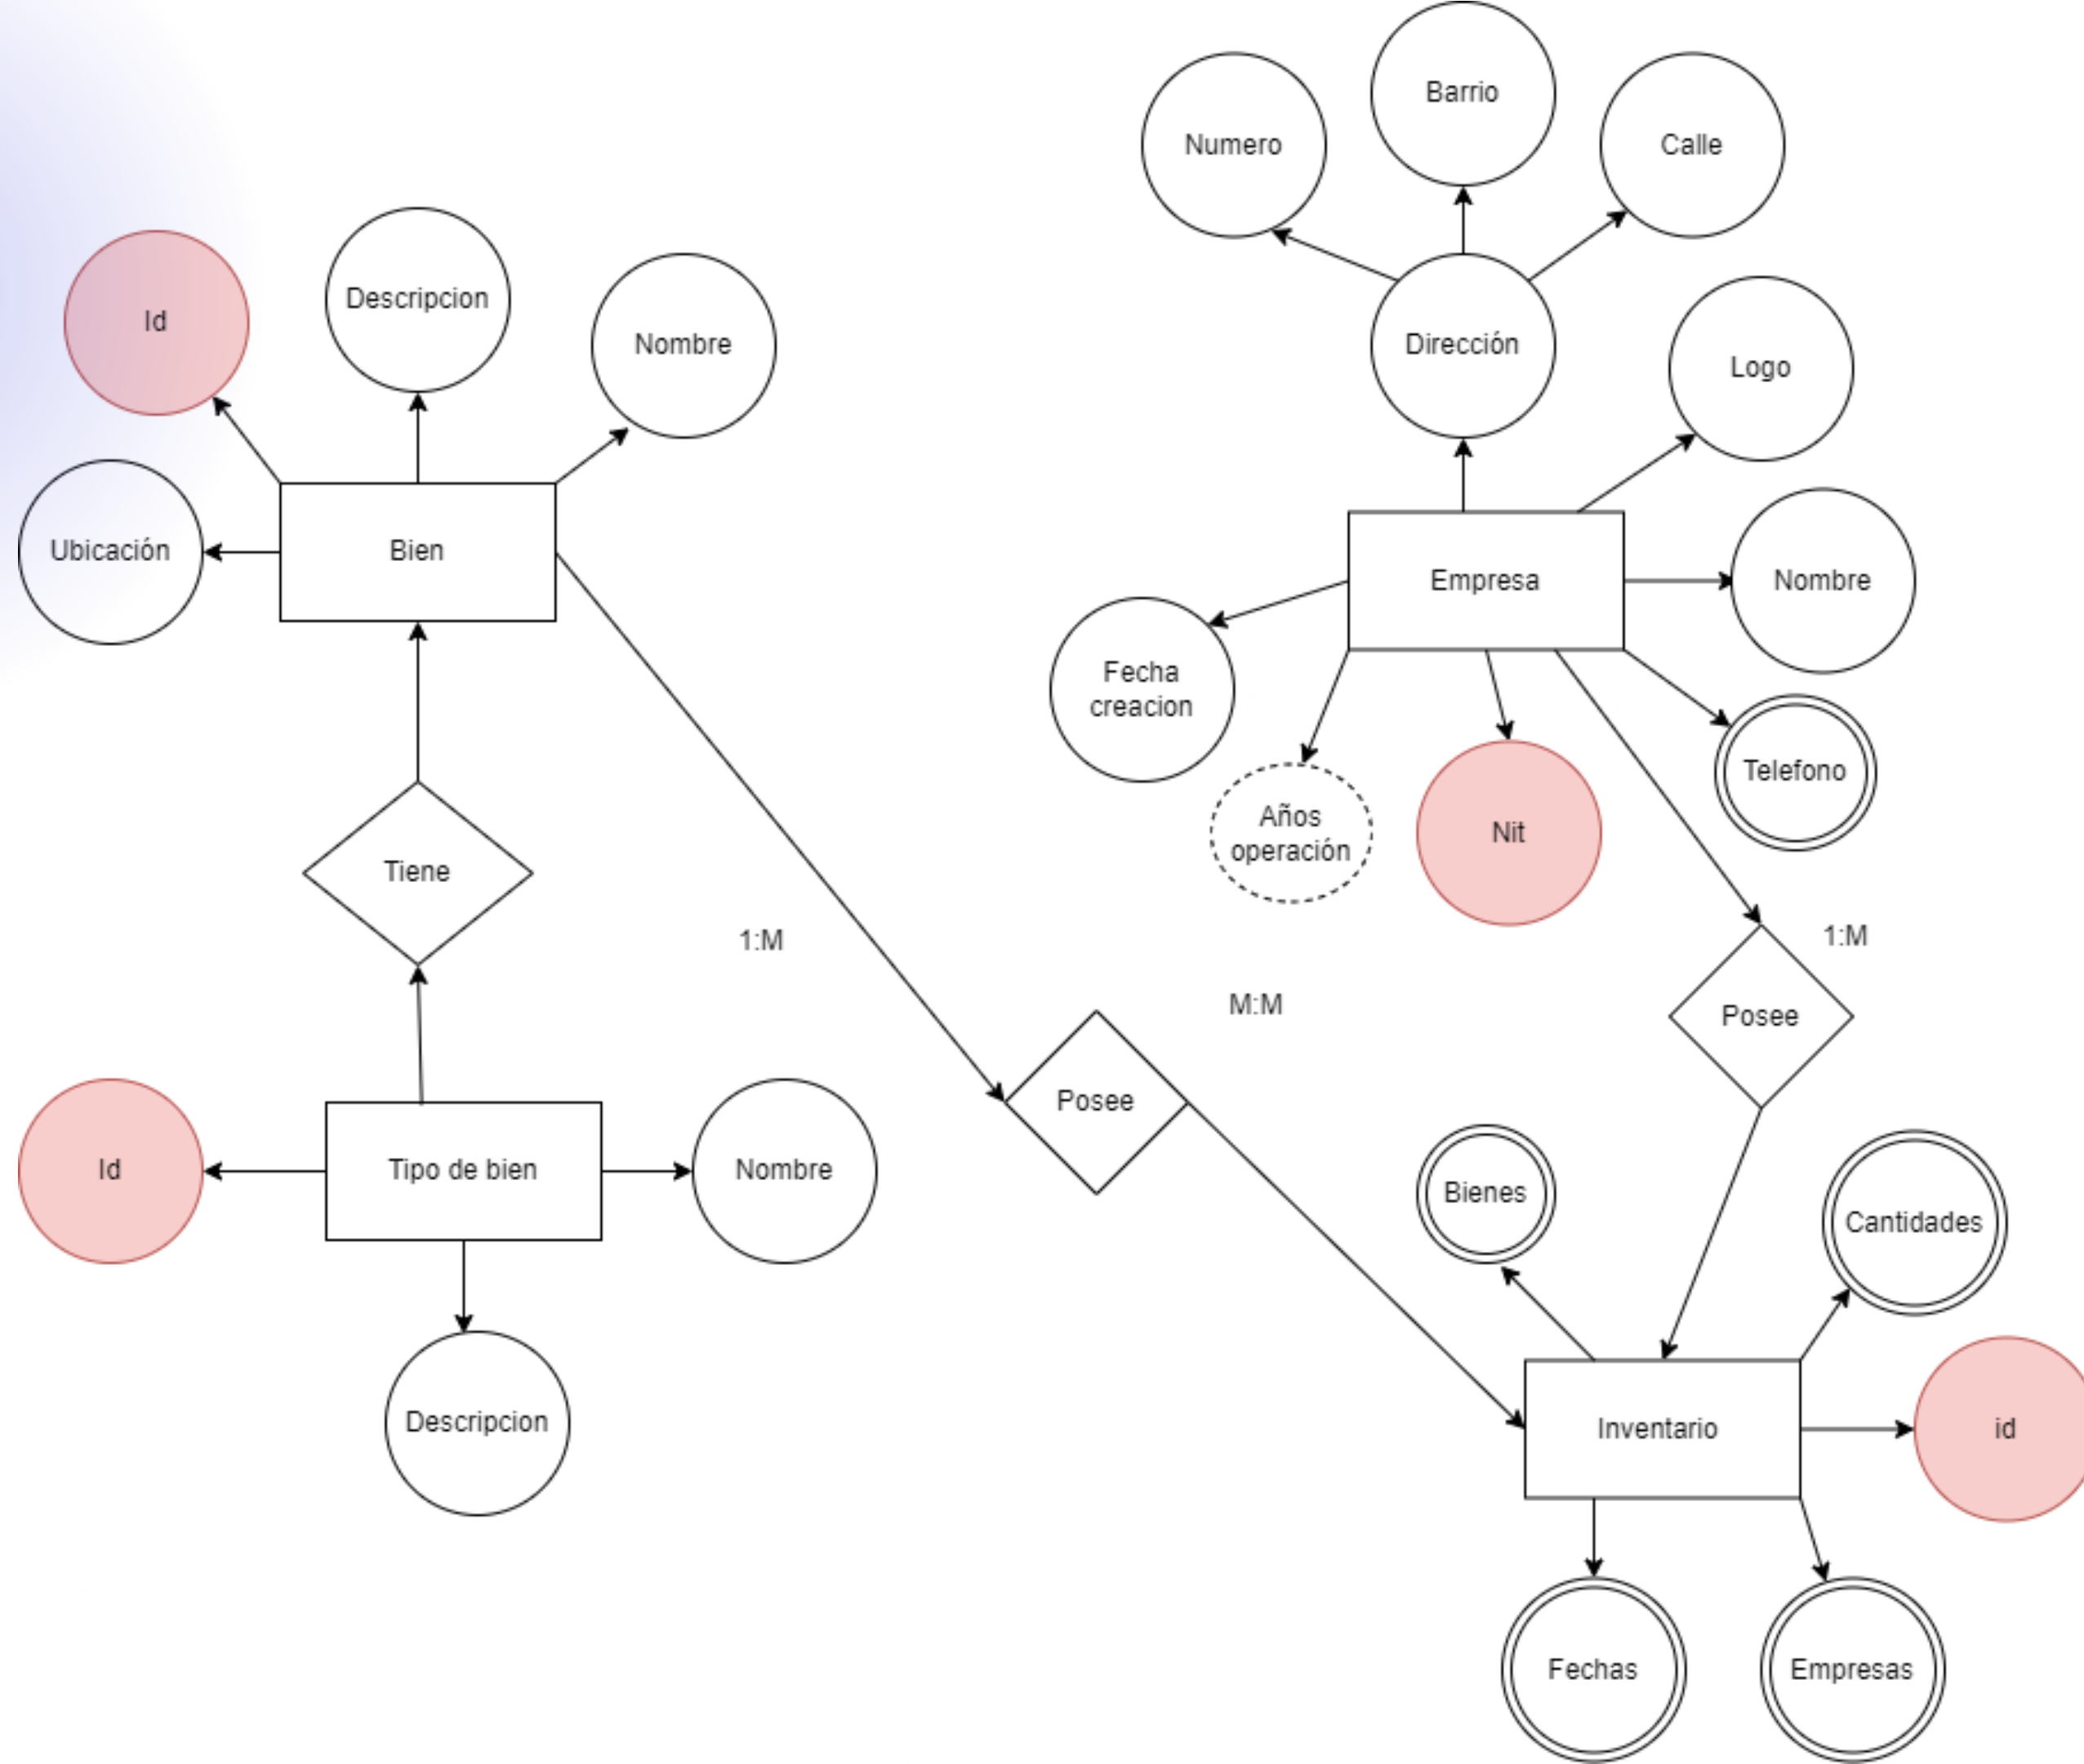 Barrio
Numero
Calle
Descripcion
Id
Nombre
Dirección
Logo
Ubicación
Bien
Empresa
Nombre
Fecha
creacion
Telefono
Años
operación
Nit
Tiene
1:M
1:M
M:M
Posee
Posee
Id
Tipo de bien
Nombre
Bienes
Cantidades
Descripcion
Inventario
id
Fechas
Empresas